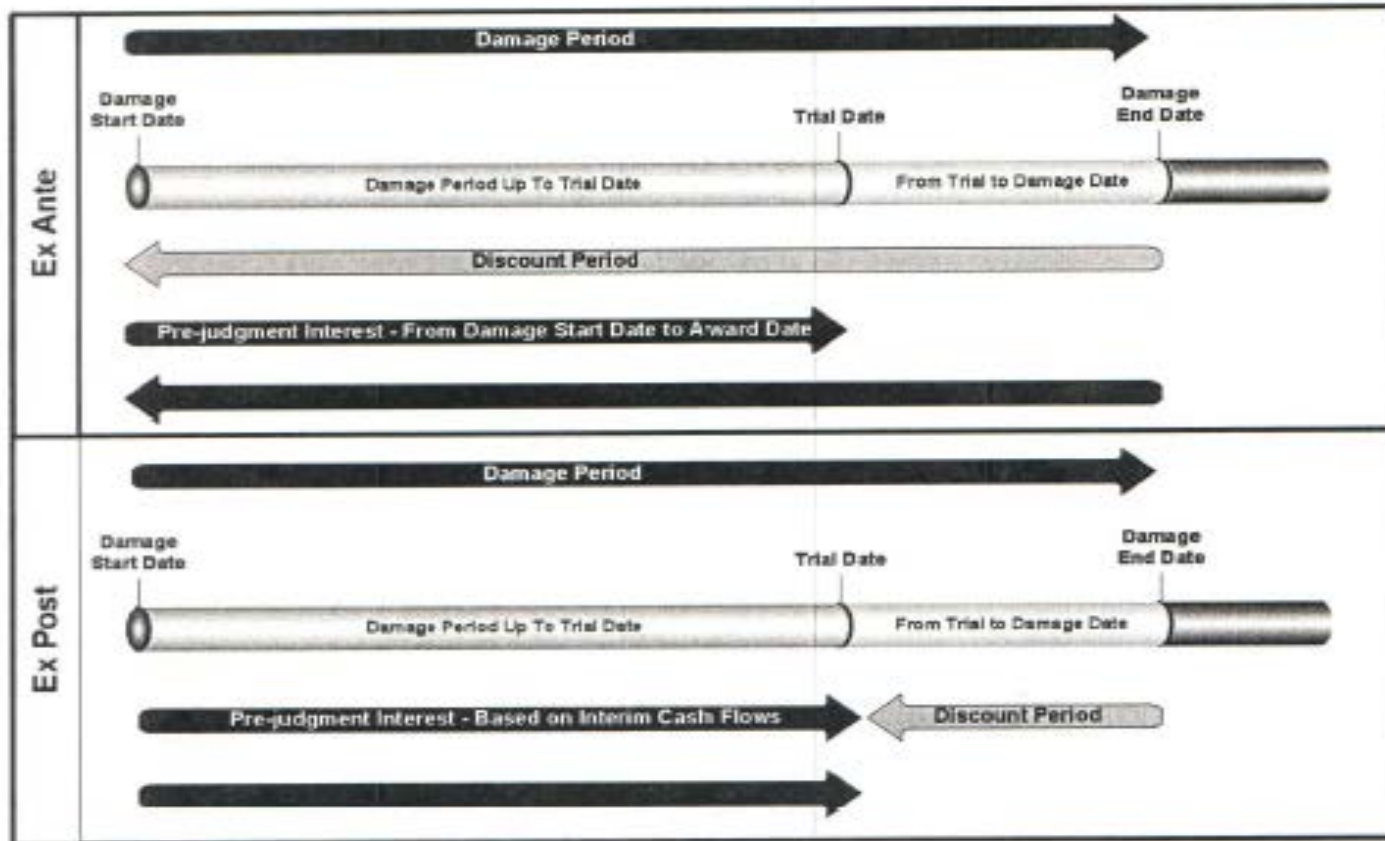 Ex Ante
Damage Period
Damage
Start Date
Trial Date
Damage
End Date
Damage Period Up To Trial Date
From Trial to Damage Date
Discount Period
Pre-judgment Interest - From Damage Start Date to Award Date
Ex Post
Damage Period
Damage
Start Date
Trial Date
Damage
End Date
Damage Period Up To Trial Date
From Trial to Damage Date
Pre-judgment Interest - Based on Interim Cash Flows
Discount Period